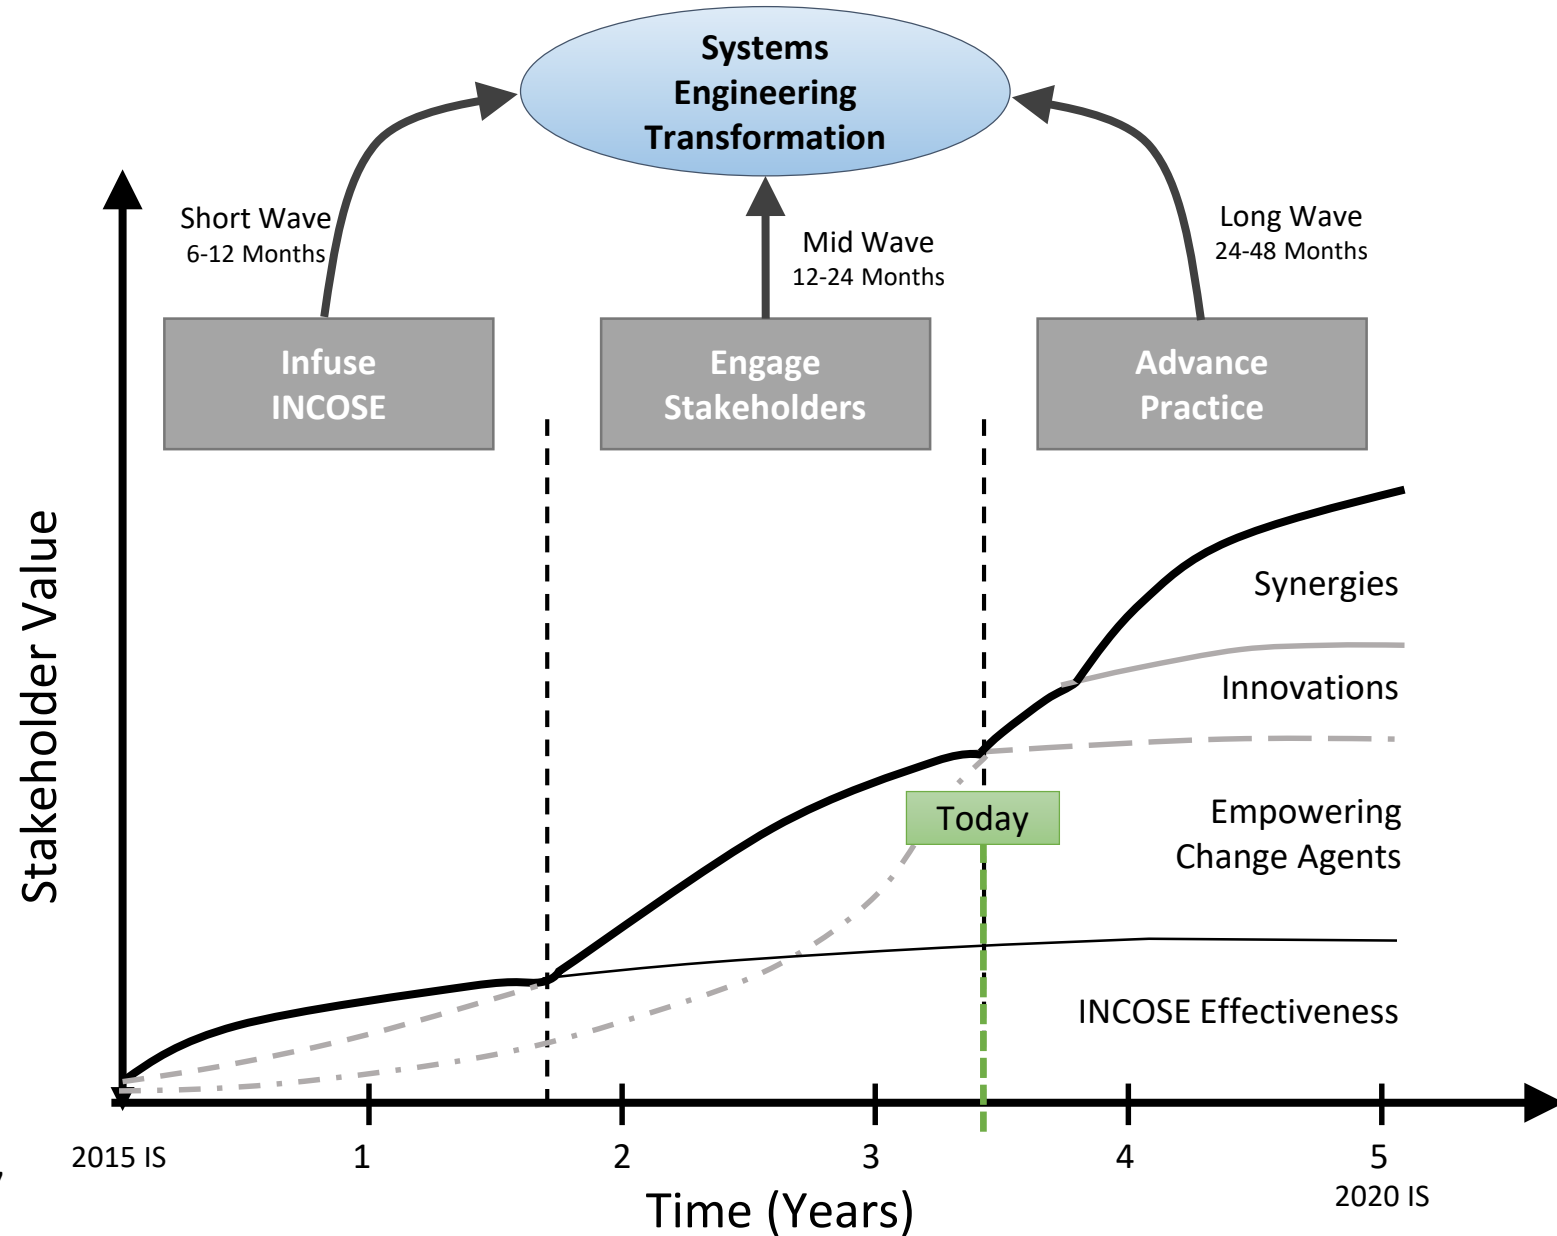 Systems
Engineering
Transformation
Short Wave
6-12 Months
Mid Wave
12-24 Months
Long Wave
24-48 Months
Infuse
INCOSE
Engage
Stakeholders
Advance
Practice
Stakeholder Value
Synergies
Innovations
Today
Empowering
Change Agents
INCOSE Effectiveness
2015 IS
1
2
3
4
5
2020 IS
Time (Years)